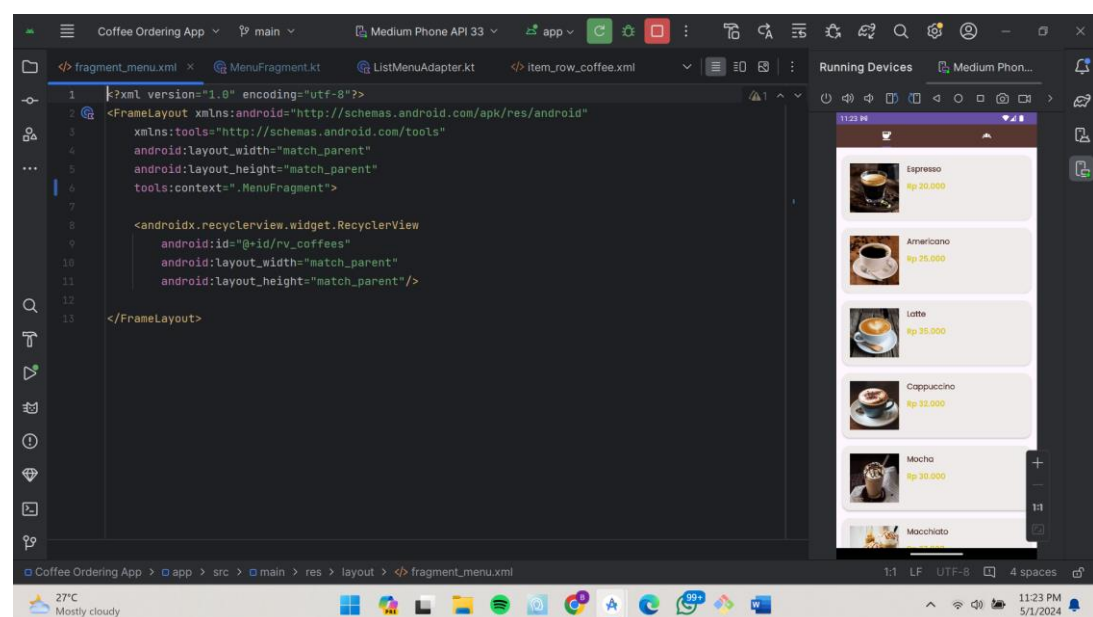 Coffee Ordering App
main
Medium Phone API 33
app
fragment_menu.xml
MenuFragment.kt
ListMenuAdapter.kt
item_row_coffee.xml
Running Devices
Medium Phon...
1 <?xml version="1.0" encoding="utf-8"?>
1
2 <FrameLayout xmlns:android="http://schemas.android.com/apk/res/android"
3 xmlns:tools="http://schemas.android.com/tools"
4 android:layout_width="match_parent"
5 android:layout_height="match_parent"
6 tools:context=".MenuFragment">
7
8 <androidx.recyclerview.widget.RecyclerView
9 android:id="@+id/rv_coffees"
10 android:layout_width="match_parent"
11 android:layout_height="match_parent"/>
12
13 </FrameLayout>
11:23
Espresso
Rp 20.000
Americano
Rp 25.000
Latte
Rp 35.000
Cappuccino
Rp 32.000
Mocha
Rp 30.000
Macchiato
1:1
Coffee Ordering App > app > src > main > res > layout > fragment_menu.xml
1:1 LF UTF-8 4 spaces
27°C
Mostly cloudy
99+
11:23 PM
5/1/2024